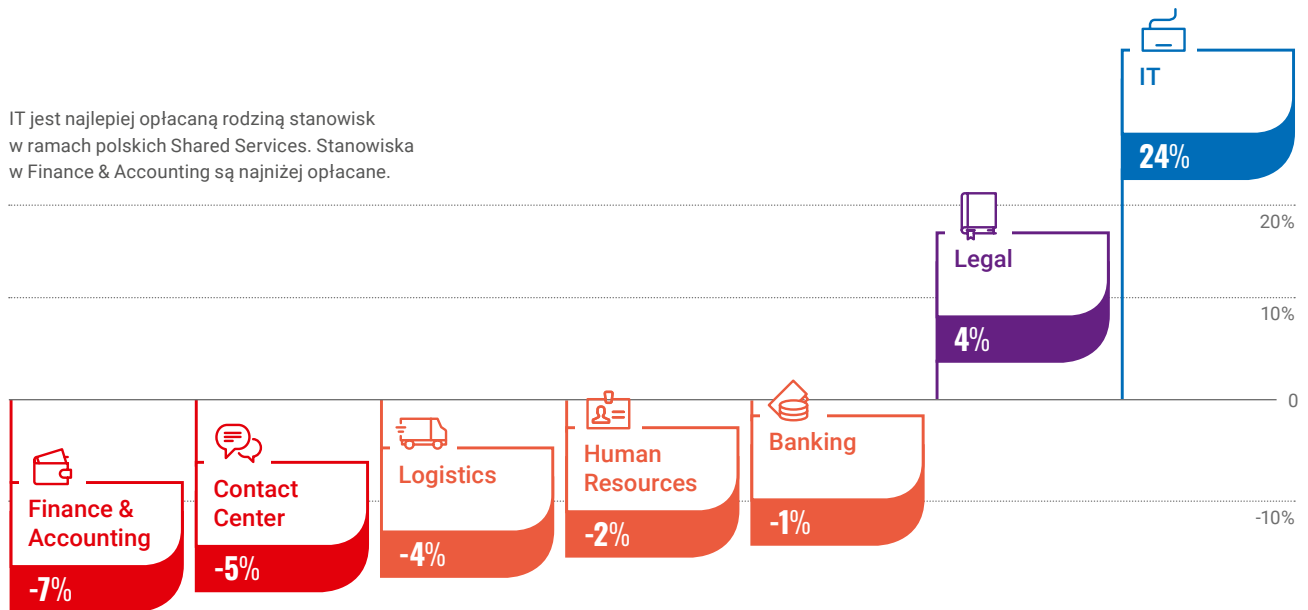 IT jest najlepiej opłacaną rodziną stanowisk
w ramach polskich Shared Services. Stanowiska
w Finance & Accounting są najniżej opłacane.
IT
24%
20%
Legal
4%
10%
0
Finance &
Accounting
-7%
Contact
Center
-5%
Logistics
-4%
Human
Resources
-2%
Banking
-1%
-10%